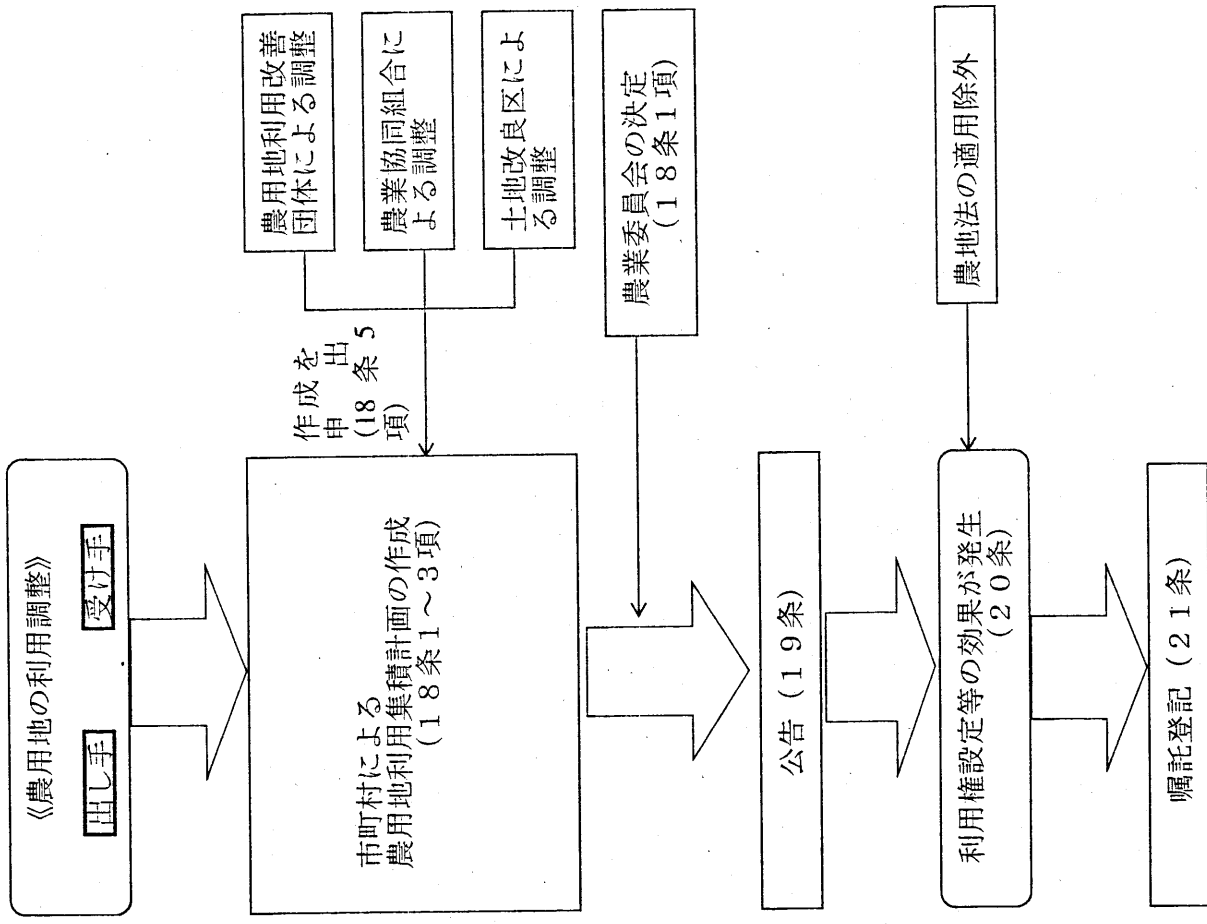 《農用地の利用調整》
出し手
受け手
市町村による
農用地利用集積計画の作成
(18条1～3項)
作成を
申出
(18条5
項)
農用地利用改善
団体による調整
農業協同組合に
よる調整
土地改良区によ
る調整
農業委員会の決定
(18条1項)
公告 (19条)
利用権設定等の効果が発生
(20条)
農地法の適用除外
嘱託登記 (21条)